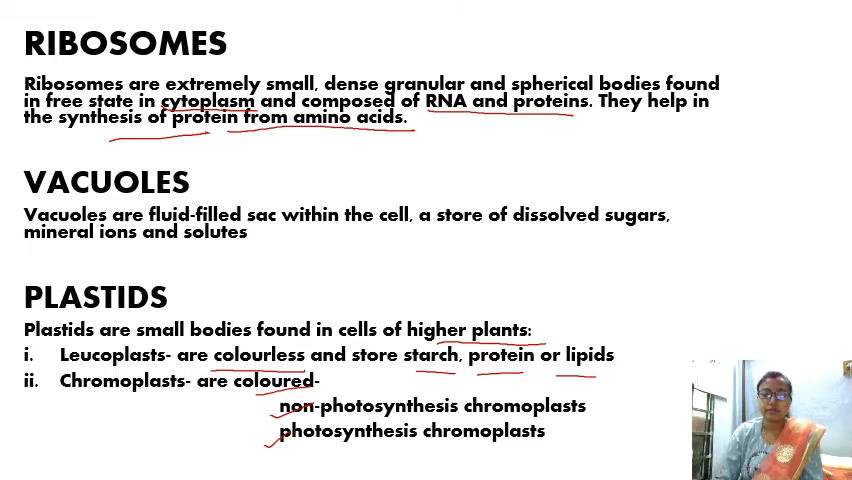 RIBOSOMES
Ribosomes are extremely small, dense granular and spherical bodies found
in free state in cytoplasm and composed of RNA and proteins. They help in
the synthesis of protein from amino acids.
VACUOLES
Vacuoles are fluid-filled sac within the cell, a store of dissolved sugars,
mineral ions and solutes
PLASTIDS
Plastids are small bodies found in cells of higher plants:
i. Leucoplasts- are colourless and store starch, protein or lipids
ii. Chromoplasts- are coloured-
non-photosynthesis chromoplasts
photosynthesis chromoplasts